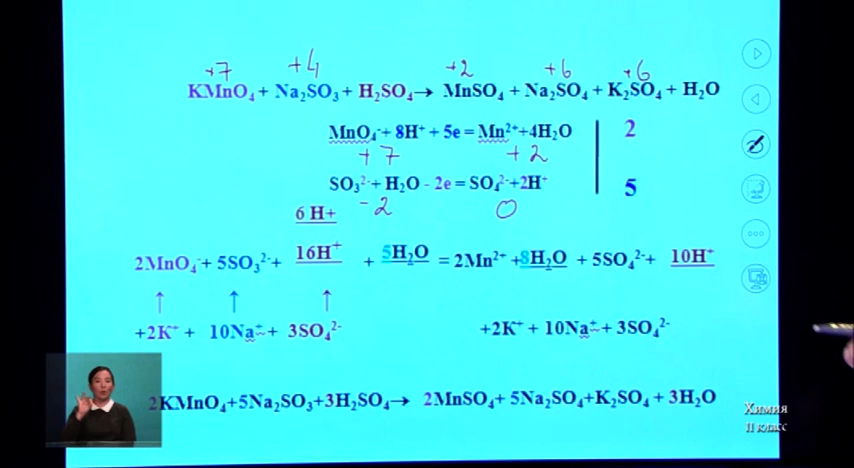 +7 +4 +2 +6 +6
KMnO₄ + Na₂SO₃ + H₂SO₄→ MnSO₄ + Na₂SO₄ + K₂SO₄ + H₂O
MnO₄⁻+ 8H⁺ + 5e = Mn²⁺+4H₂O 2
+7 +2
SO₃²⁻+ H₂O - 2e = SO₄²⁻+2H⁺ 5
-2 0
6 H+
2MnO₄⁻+ 5SO₃²⁻+ 16H⁺ + 5H₂O = 2Mn²⁺ +8H₂O + 5SO₄²⁻+ 10H⁺
+2K⁺ + 10Na⁺+ 3SO₄²⁻ +2K⁺ + 10Na⁺+ 3SO₄²⁻
2KMnO₄+5Na₂SO₃+3H₂SO₄→ 2MnSO₄+ 5Na₂SO₄+K₂SO₄ + 3H₂O
Химия
11 класс